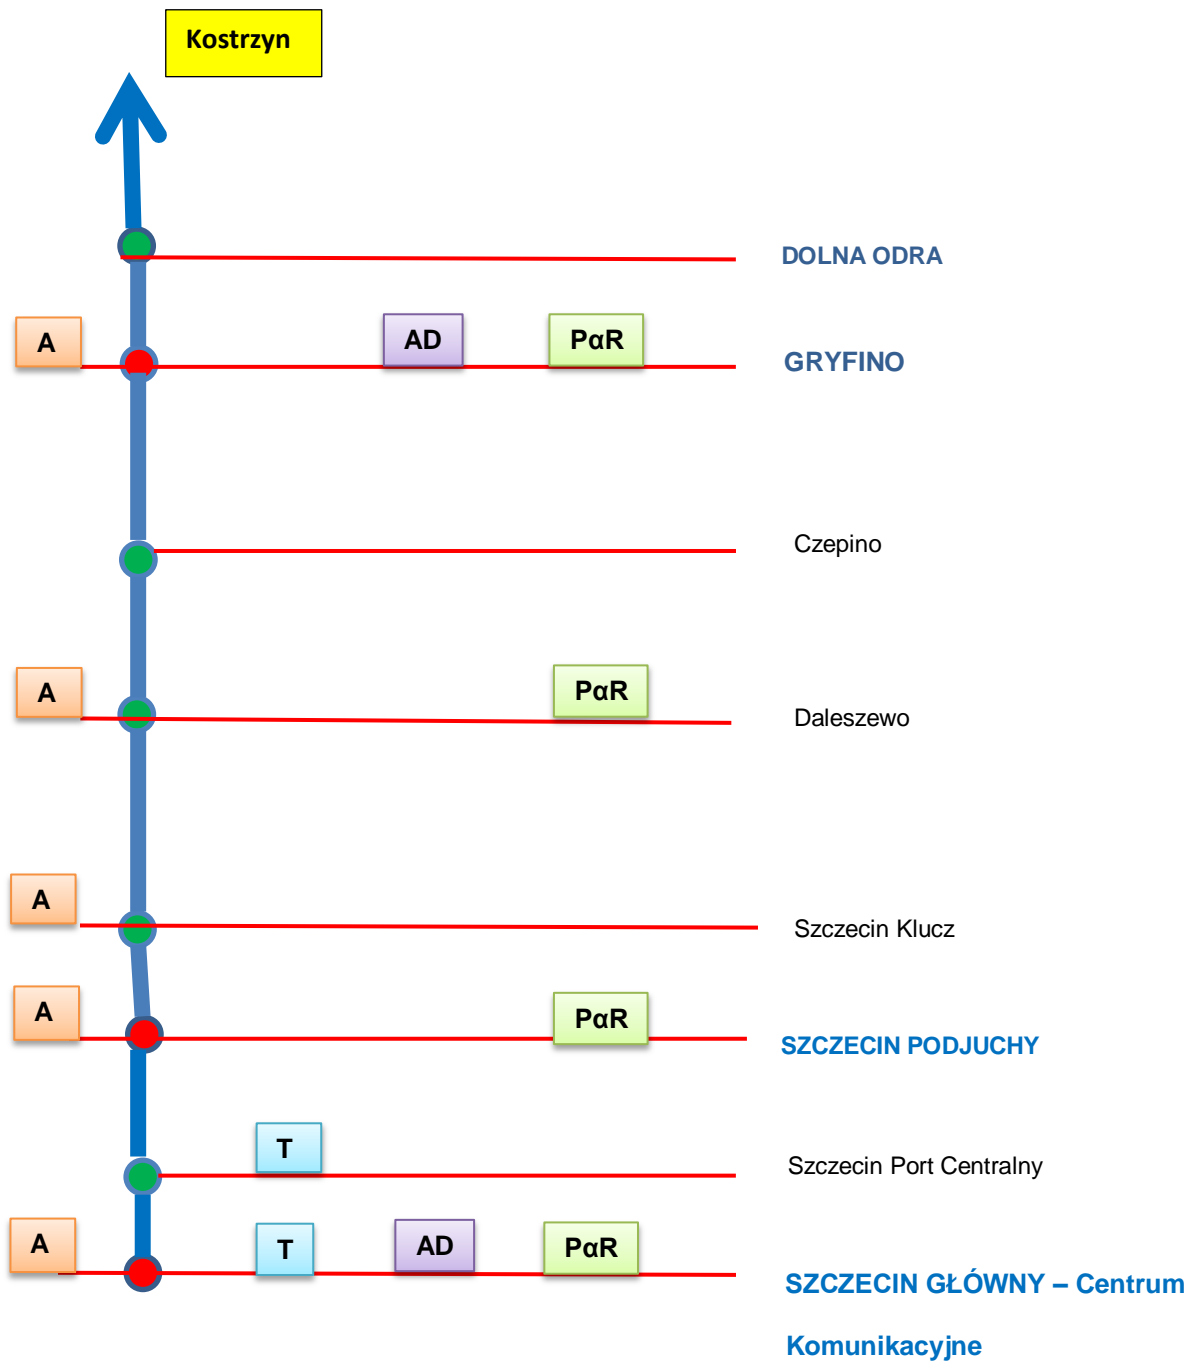 Kostrzyn
DOLNA ODRA
A AD PαR GRYFINO
Czepino
A PαR Daleszewo
A Szczecin Klucz
A PαR SZCZECIN PODJUCHY
T Szczecin Port Centralny
A T AD PαR SZCZECIN GŁÓWNY – Centrum
Komunikacyjne